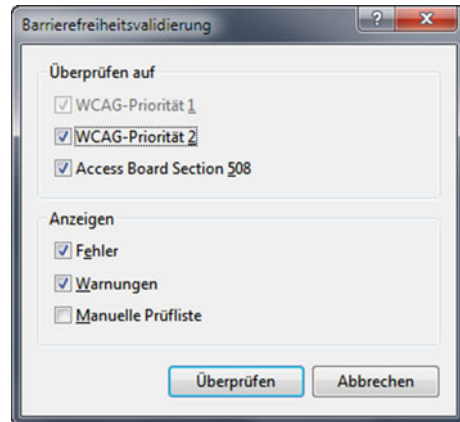 Barrierefreiheitsvalidierung
Überprüfen auf
WCAG-Priorität 1
WCAG-Priorität 2
Access Board Section 508
Anzeigen
Fehler
Warnungen
Manuelle Prüfliste
Überprüfen Abbrechen